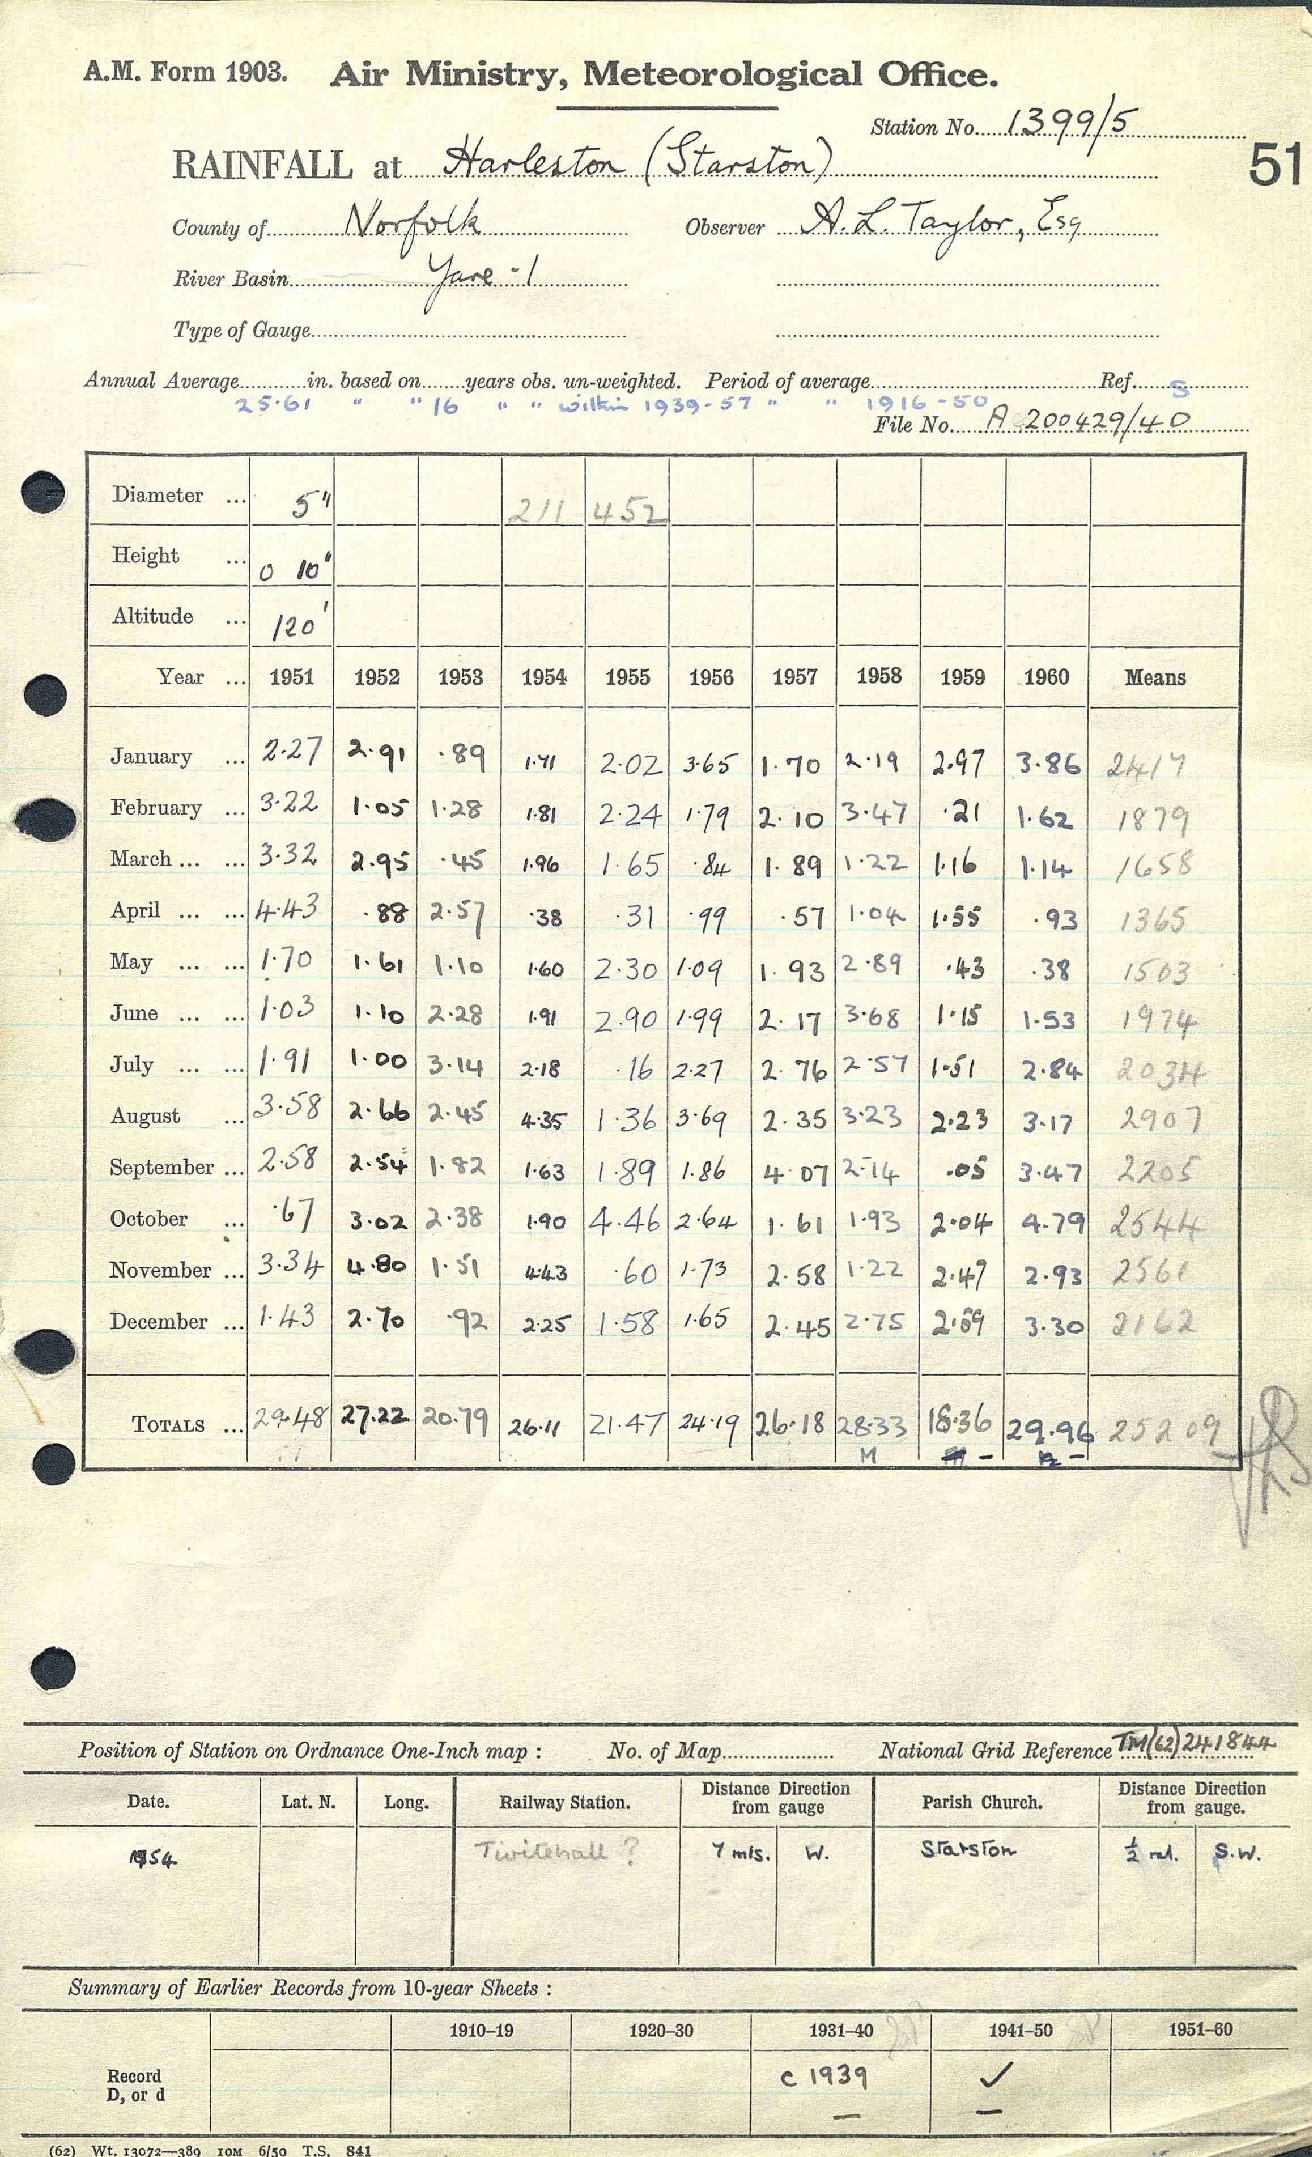 A.M. Form 1903. Air Ministry, Meteorological Office.
Station No. 1399/5
RAINFALL at Harleston (Starston)
51
County of Norfolk Observer A. L. Taylor, Esq
River Basin Yare - 1
Type of Gauge
Annual Average in. based on years obs. un-weighted. Period of average Ref. S
25.61 " " 16 " " within 1939-57 " " 1916-50
File No. A 200429/40
Diameter ... 5" 211 452
Height ... 0 10"
Altitude ... 120'
Year ... 1951 1952 1953 1954 1955 1956 1957 1958 1959 1960 Means
January ... 2.27 2.91 .89 1.71 2.02 3.65 1.70 2.19 2.97 3.86 2417
February ... 3.22 1.05 1.28 1.81 2.24 1.79 2.10 3.47 .21 1.62 1879
March ... ... 3.32 2.95 .45 1.96 1.65 .84 1.89 1.22 1.16 1.14 1658
April ... ... 4.43 .88 2.57 .38 .31 .99 .57 1.04 1.55 .93 1365
May ... ... 1.70 1.61 1.10 1.60 2.30 1.09 1.93 2.89 .43 .38 1503
June ... ... 1.03 1.10 2.28 1.91 2.90 1.99 2.17 3.68 1.15 1.53 1974
July ... ... 1.91 1.00 3.14 2.18 .16 2.27 2.76 2.57 1.51 2.84 2034
August ... 3.58 2.66 2.45 4.35 1.36 3.69 2.35 3.23 2.23 3.17 2907
September ... 2.58 2.54 1.82 1.63 1.89 1.86 4.07 2.14 .05 3.47 2205
October ... .67 3.02 2.38 1.90 4.46 2.64 1.61 1.93 2.04 4.79 2544
November ... 3.34 4.80 1.51 4.43 .60 1.73 2.58 1.22 2.47 2.93 2561
December ... 1.43 2.70 .92 2.25 1.58 1.65 2.45 2.75 2.59 3.30 2162
TOTALS ... 29.48 27.22 20.79 26.11 21.47 24.19 26.18 28.33 18.36 29.96 25209
M
Position of Station on Ordnance One-Inch map : No. of Map National Grid Reference TM(62)241844
Date. Lat. N. Long. Railway Station. Distance Direction from gauge Parish Church. Distance Direction from gauge.
1954 Tivitshall ? 7 mls. W. Starston ½ ml. S.W.
Summary of Earlier Records from 10-year Sheets :
1910–19 1920–30 1931–40 1941–50 1951–60
Record D, or d c 1939 ✓
(62) Wt. 13072—389 10M 6/50 T.S. 841